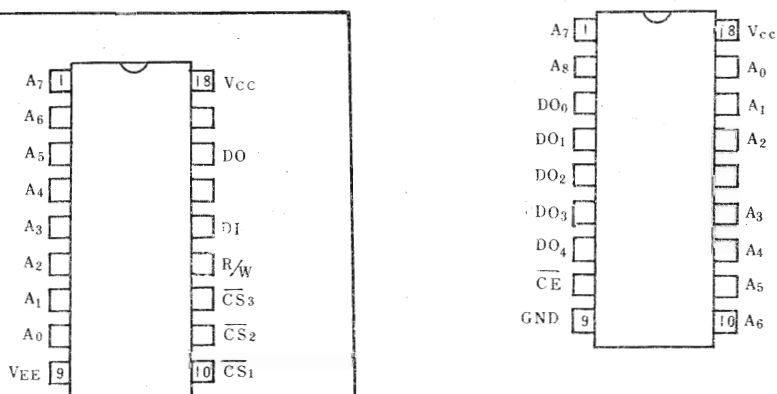 A7 1 18 VCC
A6
A5 DO
A4
A3 DI
A2 R/W
A1 CS3
A0 CS2
VEE 9 10 CS1
A7 1 18 Vcc
A8 A0
DO0 A1
DO1 A2
DO2
DO3 A3
DO4 A4
CE A5
GND 9 10 A6